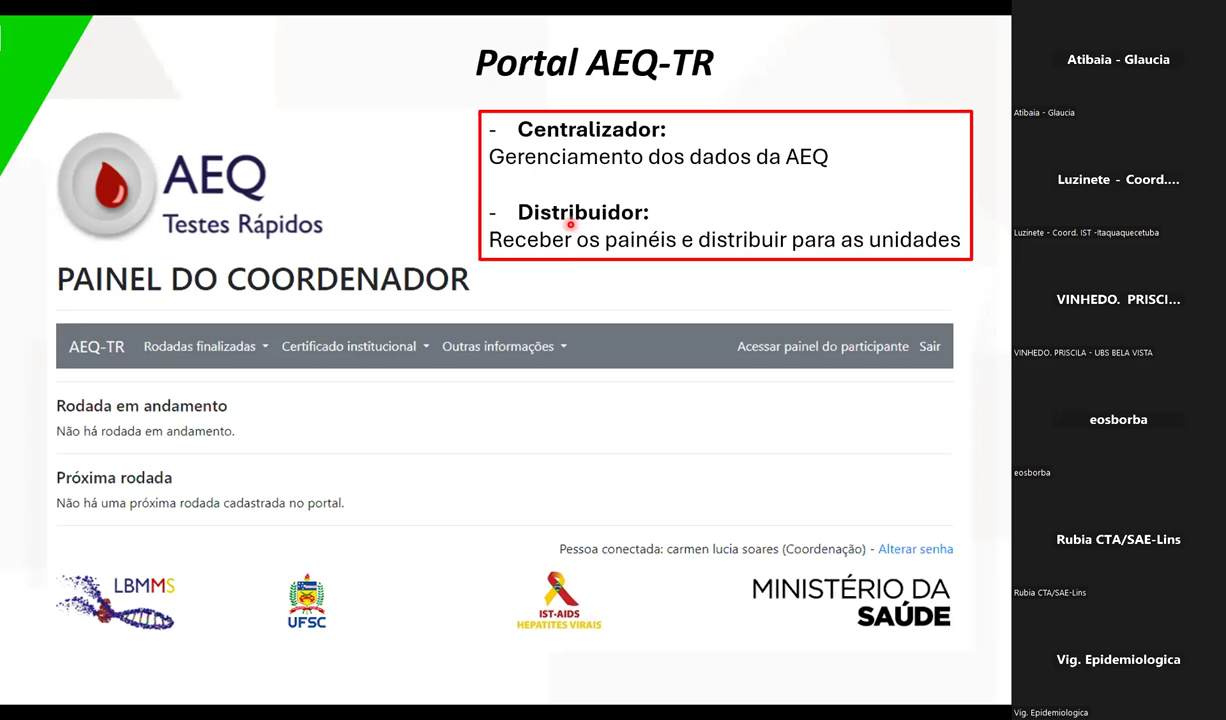 Portal AEQ-TR
- Centralizador:
Gerenciamento dos dados da AEQ
- Distribuidor:
Receber os painéis e distribuir para as unidades
AEQ
Testes Rápidos
PAINEL DO COORDENADOR
AEQ-TR Rodadas finalizadas Certificado institucional Outras informações Acessar painel do participante Sair
Rodada em andamento
Não há rodada em andamento.
Próxima rodada
Não há uma próxima rodada cadastrada no portal.
Pessoa conectada: carmen lucia soares (Coordenação) - Alterar senha
LBMMS
UFSC
IST-AIDS
HEPATITES VIRAIS
MINISTÉRIO DA
SAÚDE
Atibaia - Glaucia
Atibaia - Glaucia
Luzinete - Coord....
Luzinete - Coord. IST -Itaquaquecetuba
VINHEDO. PRISCI...
VINHEDO. PRISCILA - UBS BELA VISTA
eosborba
eosborba
Rubia CTA/SAE-Lins
Rubia CTA/SAE-Lins
Vig. Epidemiologica
Vig. Epidemiologica